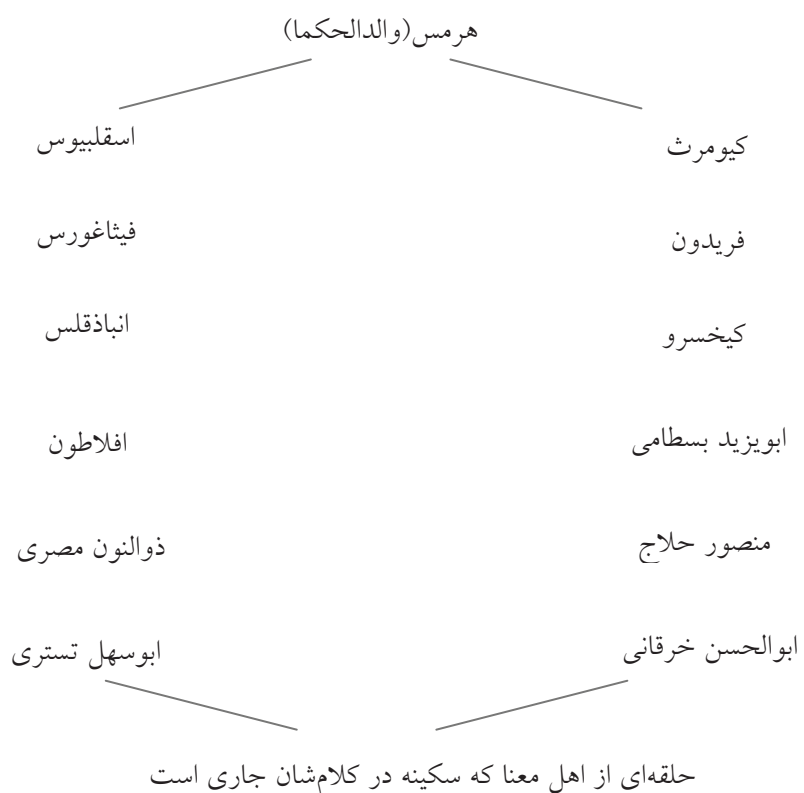 هرمس(والدالحکما)
کیومرث
اسقلبیوس
فریدون
فیثاغورس
کیخسرو
انباذقلس
ابویزید بسطامی
افلاطون
منصور حلاج
ذوالنون مصری
ابوالحسن خرقانی
ابوسهل تستری
حلقه‌ای از اهل معنا که سکینه در کلام‌شان جاری است